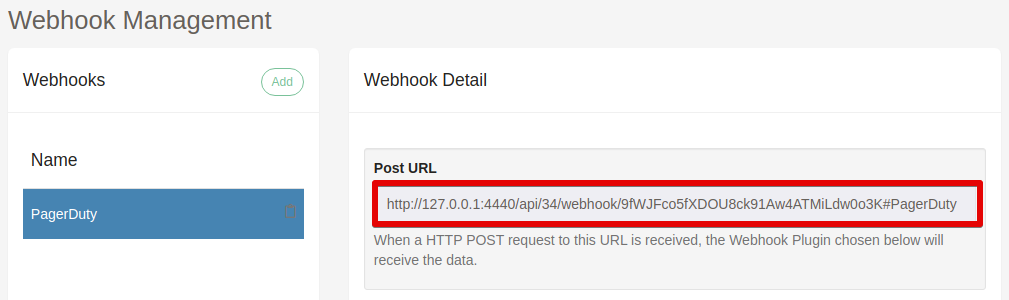 Webhook Management
Webhooks
Add
Name
PagerDuty
Webhook Detail
Post URL
http://127.0.0.1:4440/api/34/webhook/9fWJFco5fXDOU8ck91Aw4ATMiLdw0o3K#PagerDuty
When a HTTP POST request to this URL is received, the Webhook Plugin chosen below will
receive the data.